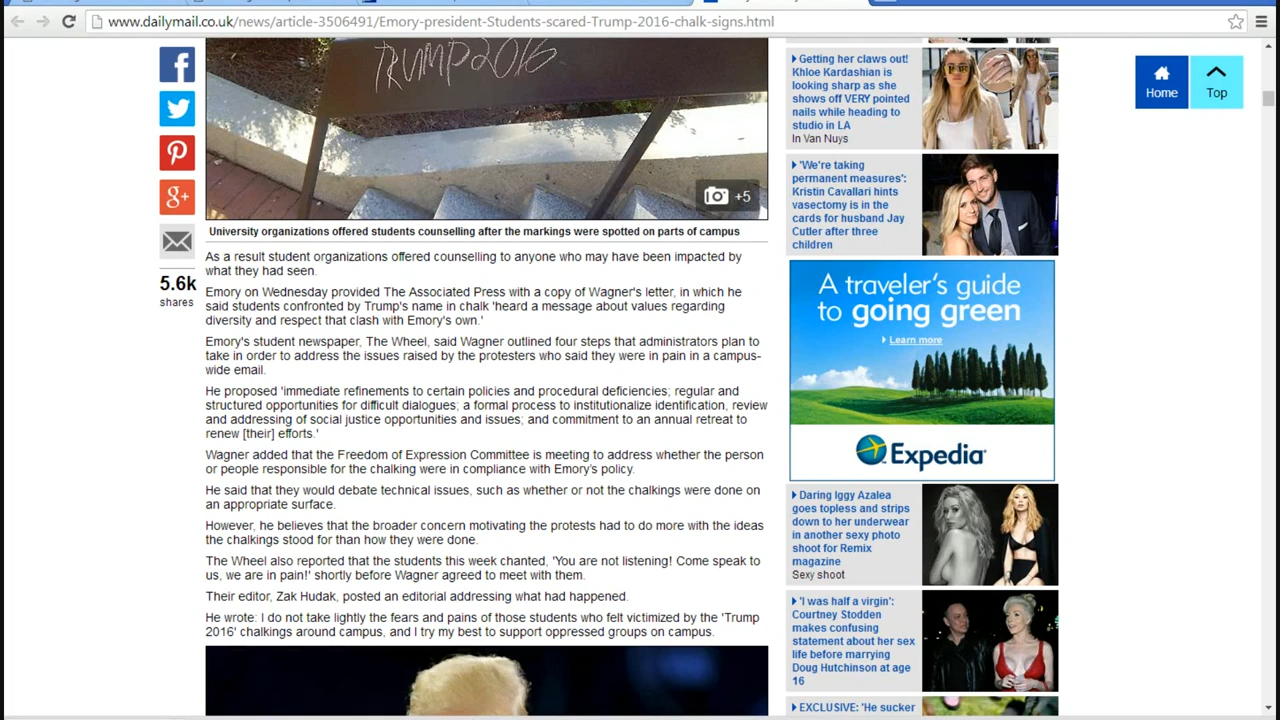 www.dailymail.co.uk/news/article-3506491/Emory-president-Students-scared-Trump-2016-chalk-signs.html
TRUMP 2016
+5
University organizations offered students counselling after the markings were spotted on parts of campus
5.6k
shares
As a result student organizations offered counselling to anyone who may have been impacted by
what they had seen.
Emory on Wednesday provided The Associated Press with a copy of Wagner's letter, in which he
said students confronted by Trump's name in chalk 'heard a message about values regarding
diversity and respect that clash with Emory's own.'
Emory's student newspaper, The Wheel, said Wagner outlined four steps that administrators plan to
take in order to address the issues raised by the protesters who said they were in pain in a campus-
wide email.
He proposed 'immediate refinements to certain policies and procedural deficiencies; regular and
structured opportunities for difficult dialogues; a formal process to institutionalize identification, review
and addressing of social justice opportunities and issues; and commitment to an annual retreat to
renew [their] efforts.'
Wagner added that the Freedom of Expression Committee is meeting to address whether the person
or people responsible for the chalking were in compliance with Emory's policy.
He said that they would debate technical issues, such as whether or not the chalkings were done on
an appropriate surface.
However, he believes that the broader concern motivating the protests had to do more with the ideas
the chalkings stood for than how they were done.
The Wheel also reported that the students this week chanted, 'You are not listening! Come speak to
us, we are in pain!' shortly before Wagner agreed to meet with them.
Their editor, Zak Hudak, posted an editorial addressing what had happened.
He wrote: I do not take lightly the fears and pains of those students who felt victimized by the 'Trump
2016' chalkings around campus, and I try my best to support oppressed groups on campus.
Getting her claws out!
Khloe Kardashian is
looking sharp as she
shows off VERY pointed
nails while heading to
studio in LA
In Van Nuys
'We're taking
permanent measures':
Kristin Cavallari hints
vasectomy is in the
cards for husband Jay
Cutler after three
children
A traveler's guide
to going green
Learn more
Expedia
Daring Iggy Azalea
goes topless and strips
down to her underwear
in another sexy photo
shoot for Remix
magazine
Sexy shoot
'I was half a virgin':
Courtney Stodden
makes confusing
statement about her sex
life before marrying
Doug Hutchinson at age
16
EXCLUSIVE: 'He sucker
Home
Top